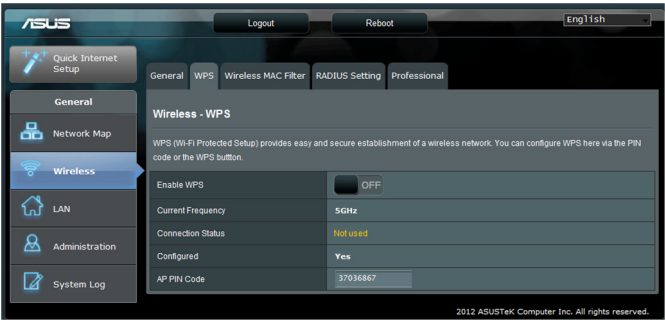 ASUS
Logout
Reboot
English
Quick Internet
Setup
General
Network Map
Wireless
LAN
Administration
System Log
General WPS Wireless MAC Filter RADIUS Setting Professional
Wireless - WPS
WPS (Wi-Fi Protected Setup) provides easy and secure establishment of a wireless network. You can configure WPS here via the PIN
code or the WPS buttton.
Enable WPS OFF
Current Frequency 5GHz
Connection Status Not used
Configured Yes
AP PIN Code 37036867
2012 ASUSTeK Computer Inc. All rights reserved.